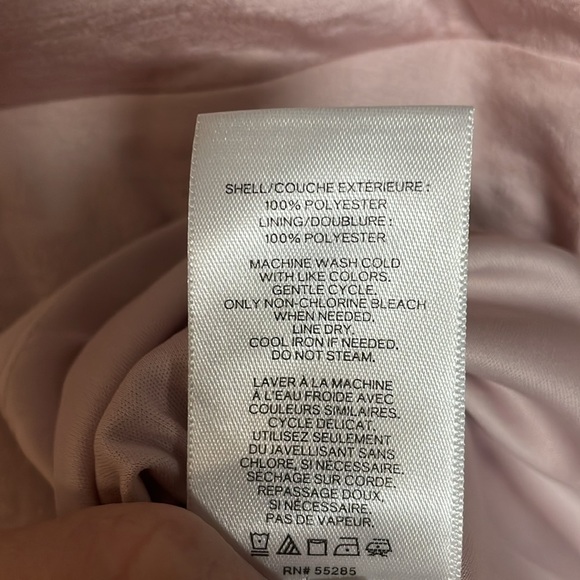 SHELL/COUCHE EXTÉRIEURE :
100% POLYESTER
LINING/DOUBLURE :
100% POLYESTER
MACHINE WASH COLD
WITH LIKE COLORS.
GENTLE CYCLE.
ONLY NON-CHLORINE BLEACH
WHEN NEEDED.
LINE DRY.
COOL IRON IF NEEDED.
DO NOT STEAM.
LAVER À LA MACHINE
À L'EAU FROIDE AVEC
COULEURS SIMILAIRES.
CYCLE DÉLICAT.
UTILISEZ SEULEMENT
DU JAVELLISANT SANS
CHLORE, SI NÉCESSAIRE.
SÉCHAGE SUR CORDE.
REPASSAGE DOUX,
SI NÉCESSAIRE.
PAS DE VAPEUR.
RN# 55285